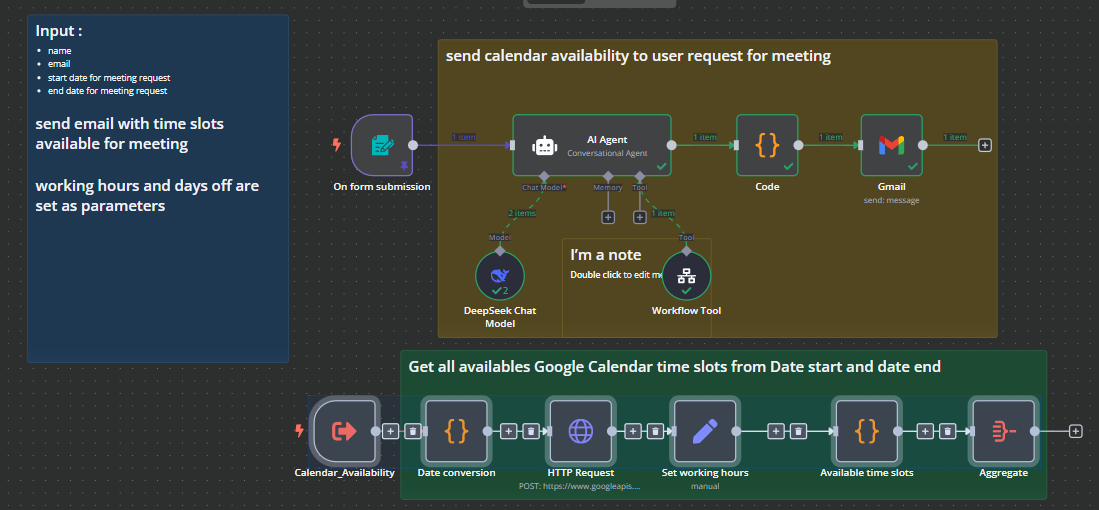 Input :
name
email
start date for meeting request
end date for meeting request
send email with time slots
available for meeting
working hours and days off are
set as parameters
send calendar availability to user request for meeting
On form submission
1 item
AI Agent
Conversational Agent
Chat Model*
Memory
Tool
1 item
Code
1 item
Gmail
send: message
1 item
2 items
1 item
Model
Tool
2
DeepSeek Chat
Model
I'm a note
Double click to edit m
Workflow Tool
Get all availables Google Calendar time slots from Date start and date end
Calendar_Availability
Date conversion
HTTP Request
POST: https://www.googleapis....
Set working hours
manual
Available time slots
Aggregate